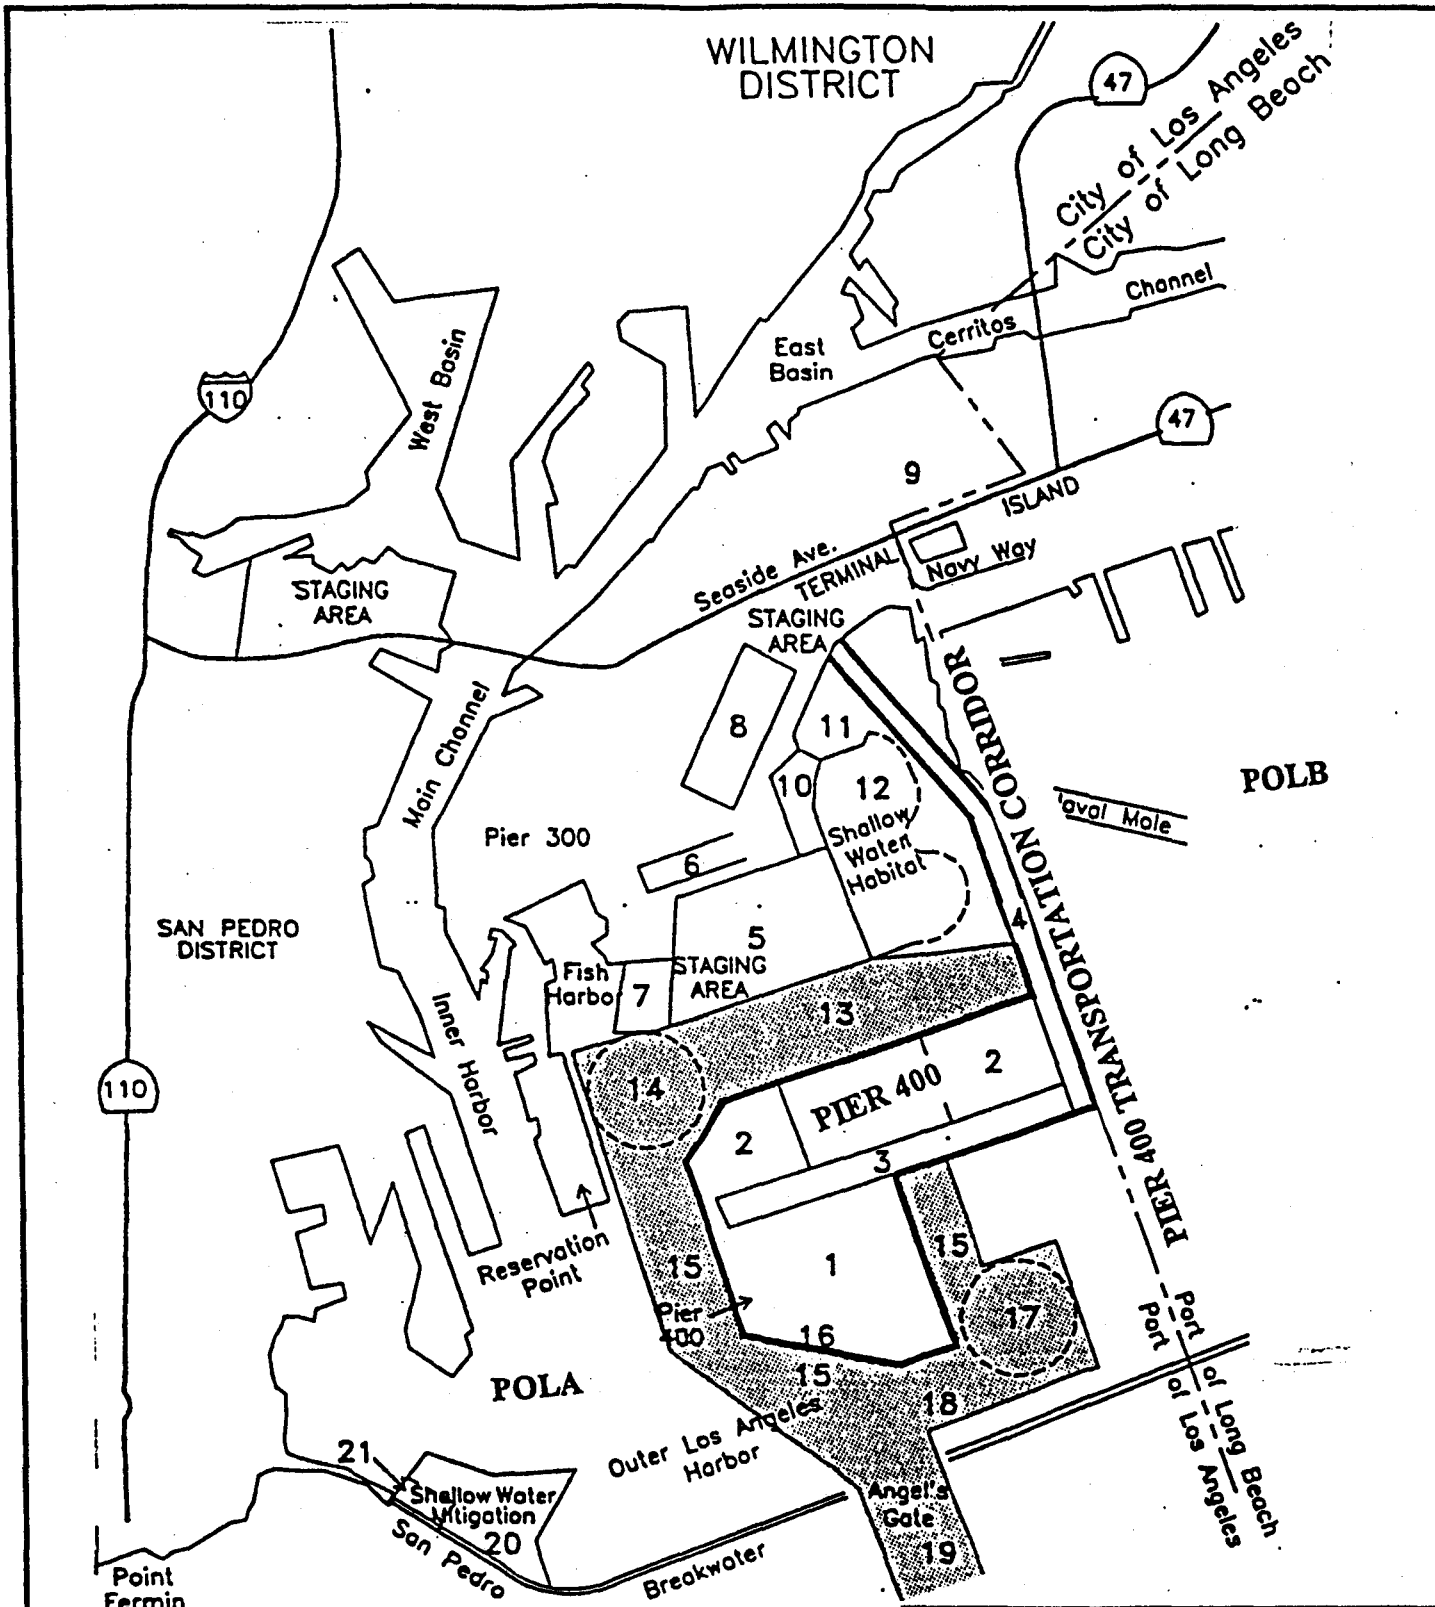 WILMINGTON
DISTRICT
47
City of Los Angeles
City of Long Beach
Channel
Cerritos
East
Basin
West Basin
110
47
9
ISLAND
Seaside Ave.
TERMINAL
Navy Way
STAGING
AREA
STAGING
AREA
Main Channel
8
11
10
12
Shallow
Water
Habitat
PIER 400 TRANSPORTATION CORRIDOR
POLB
aval Mole
Pier 300
6
4
SAN PEDRO
DISTRICT
5
STAGING
AREA
Fish
Harbo
7
13
Inner Harbor
110
14
2
PIER 400
2
3
Reservation
Point
15
1
15
Pier
400
16
17
15
18
Port of Long Beach
Port of Los Angeles
POLA
Outer Los Angeles
Harbor
21
Shallow Water
Mitigation
20
San Pedro
Breakwater
Angel's
Gate
19
Point
Fermin